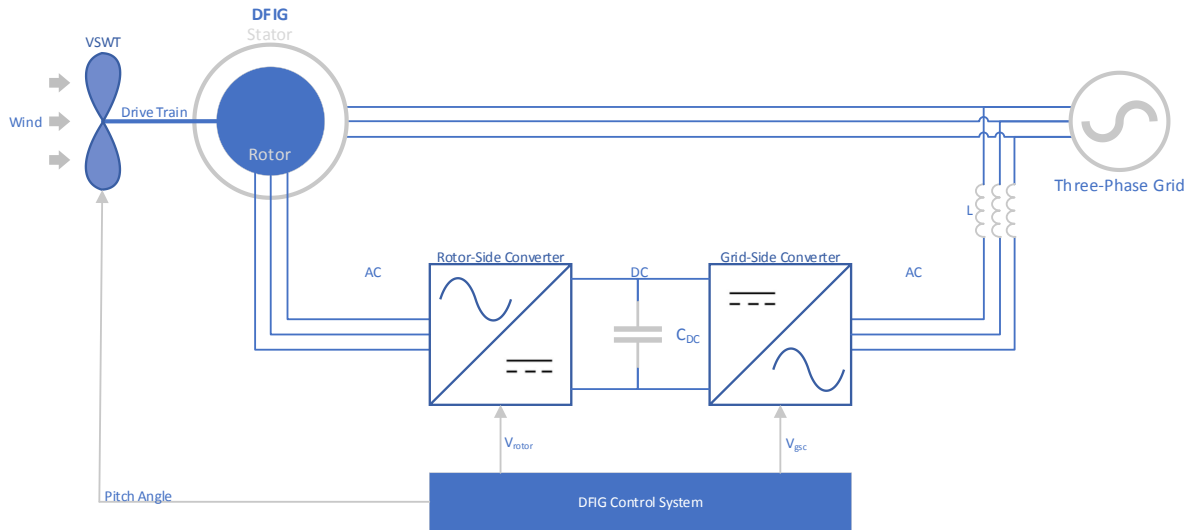 DFIG
Stator
VSWT
Drive Train
Wind
Rotor
Three-Phase Grid
L
Rotor-Side Converter
Grid-Side Converter
AC
DC
AC
CDC
Vrotor
Vgsc
Pitch Angle
DFIG Control System